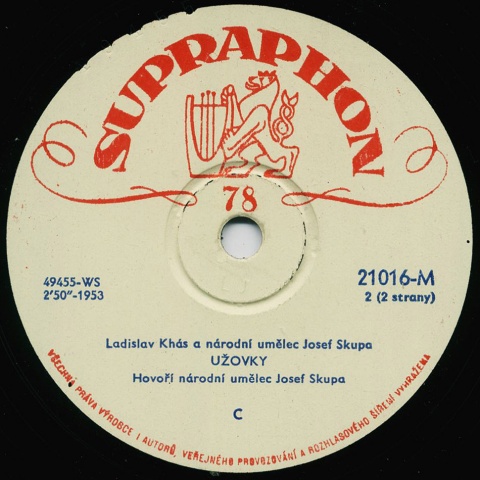 SUPRAPHON
78
49455-WS
2'50"-1953
21016-M
2 (2 strany)
Ladislav Khás a národní umělec Josef Skupa
UŽOVKY
Hovoří národní umělec Josef Skupa
C
VŠECHNA PRÁVA VÝROBCE I AUTORŮ, VEŘEJNÉHO PROVOZOVÁNÍ A ROZHLASOVÉHO ŠÍŘENÍ VYHRAŽENA